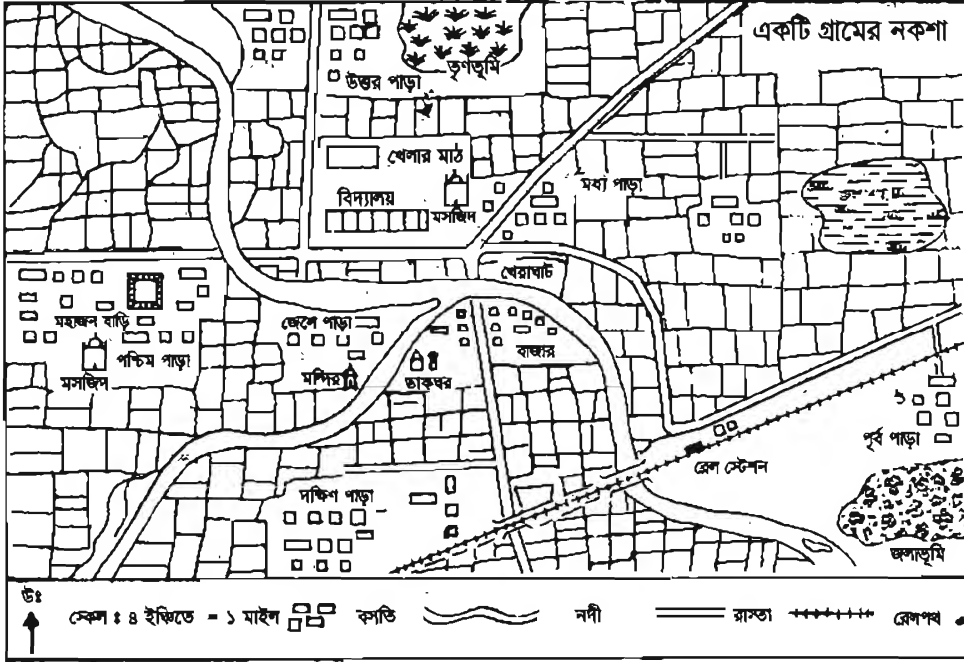 একটি গ্রামের নকশা
তৃণভূমি
উত্তর পাড়া
খেলার মাঠ
মধ্য পাড়া
বিদ্যালয়
মসজিদ
খেয়াঘাট
মহাজন বাড়ি
জেলে পাড়া
বাজার
পশ্চিম পাড়া
মসজিদ
মন্দির
ডাকঘর
পূর্ব পাড়া
রেল স্টেশন
দক্ষিণ পাড়া
জলাভূমি
উঃ
স্কেল : ৪ ইঞ্চিতে = ১ মাইল বসতি নদী রাস্তা রেলপথ